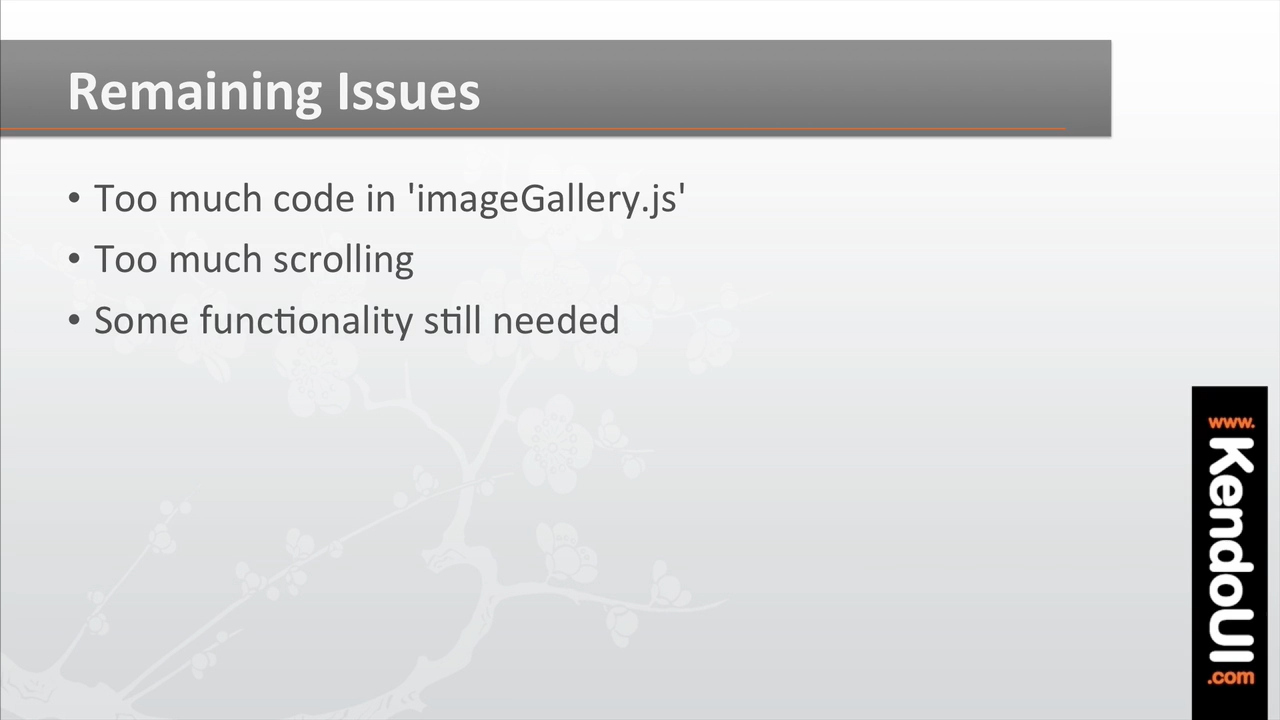 Remaining Issues
• Too much code in 'imageGallery.js'
• Too much scrolling
• Some functionality still needed
www.
KendoUI
.com